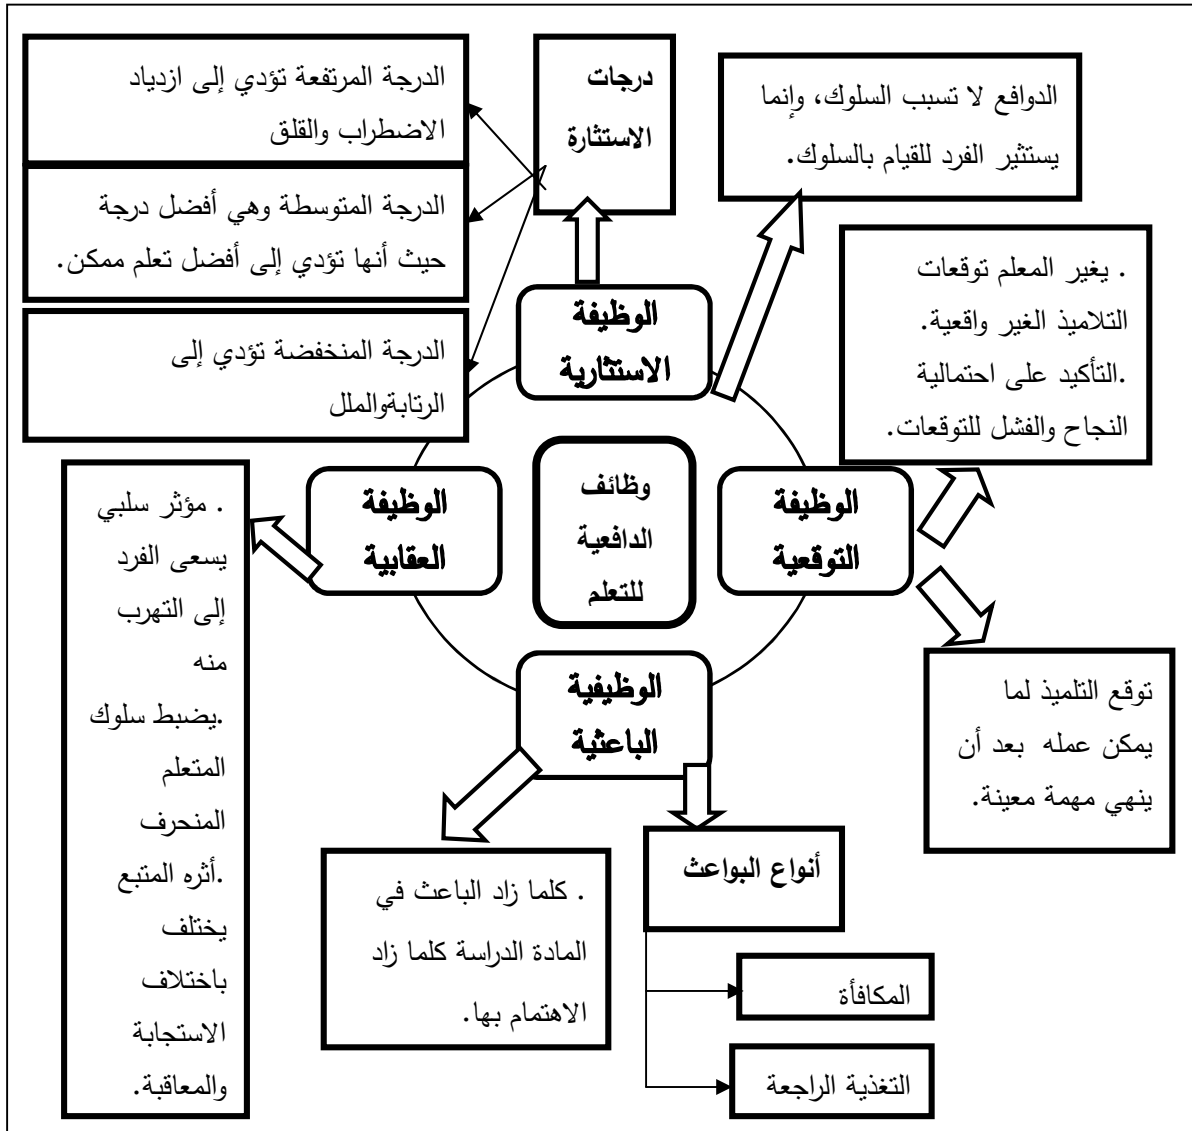 درجات
الاستثارة
الدرجة المرتفعة تؤدي إلى ازدياد
الاضطراب والقلق
الدرجة المتوسطة وهي أفضل درجة
حيث أنها تؤدي إلى أفضل تعلم ممكن.
الدرجة المنخفضة تؤدي إلى
الرتابةوالملل
الدوافع لا تسبب السلوك، وإنما
يستثير الفرد للقيام بالسلوك.
الوظيفة
الاستثارية
. يغير المعلم توقعات
التلاميذ الغير واقعية.
.التأكيد على احتمالية
النجاح والفشل للتوقعات.
الوظيفة
التوقعية
توقع التلميذ لما
يمكن عمله بعد أن
ينهي مهمة معينة.
وظائف
الدافعية
للتعلم
الوظيفة
العقابية
. مؤثر سلبي
يسعى الفرد
إلى التهرب
منه
.يضبط سلوك
المتعلم
المنحرف
.أثره المتبع
يختلف
باختلاف
الاستجابة
والمعاقبة.
الوظيفية
الباعثية
أنواع البواعث
المكافأة
التغذية الراجعة
. كلما زاد الباعث في
المادة الدراسة كلما زاد
الاهتمام بها.